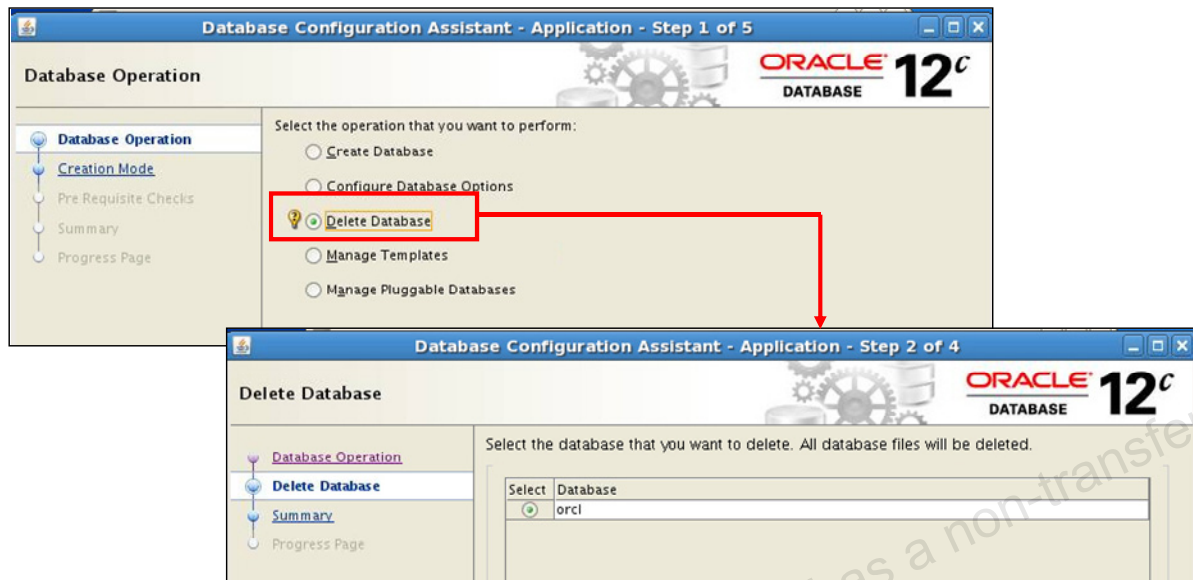 Database Configuration Assistant - Application - Step 1 of 5
Database Operation
ORACLE 12c
DATABASE
Database Operation
Creation Mode
Pre Requisite Checks
Summary
Progress Page
Select the operation that you want to perform:
Create Database
Configure Database Options
Delete Database
Manage Templates
Manage Pluggable Databases
Database Configuration Assistant - Application - Step 2 of 4
Delete Database
ORACLE 12c
DATABASE
Database Operation
Delete Database
Summary
Progress Page
Select the database that you want to delete. All database files will be deleted.
Select Database
orcl
has a non-transfer